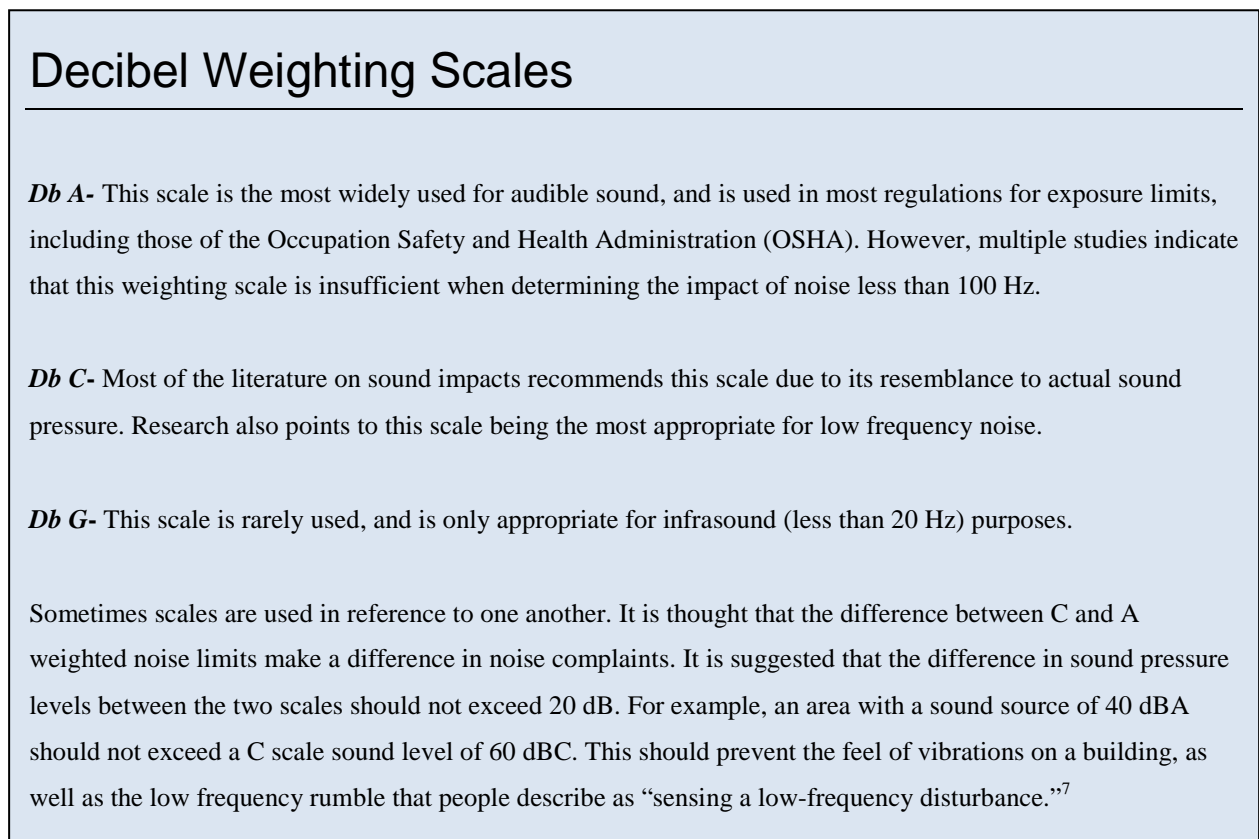 Decibel Weighting Scales
Db A- This scale is the most widely used for audible sound, and is used in most regulations for exposure limits,
including those of the Occupation Safety and Health Administration (OSHA). However, multiple studies indicate
that this weighting scale is insufficient when determining the impact of noise less than 100 Hz.
Db C- Most of the literature on sound impacts recommends this scale due to its resemblance to actual sound
pressure. Research also points to this scale being the most appropriate for low frequency noise.
Db G- This scale is rarely used, and is only appropriate for infrasound (less than 20 Hz) purposes.
Sometimes scales are used in reference to one another. It is thought that the difference between C and A
weighted noise limits make a difference in noise complaints. It is suggested that the difference in sound pressure
levels between the two scales should not exceed 20 dB. For example, an area with a sound source of 40 dBA
should not exceed a C scale sound level of 60 dBC. This should prevent the feel of vibrations on a building, as
well as the low frequency rumble that people describe as “sensing a low-frequency disturbance.”7